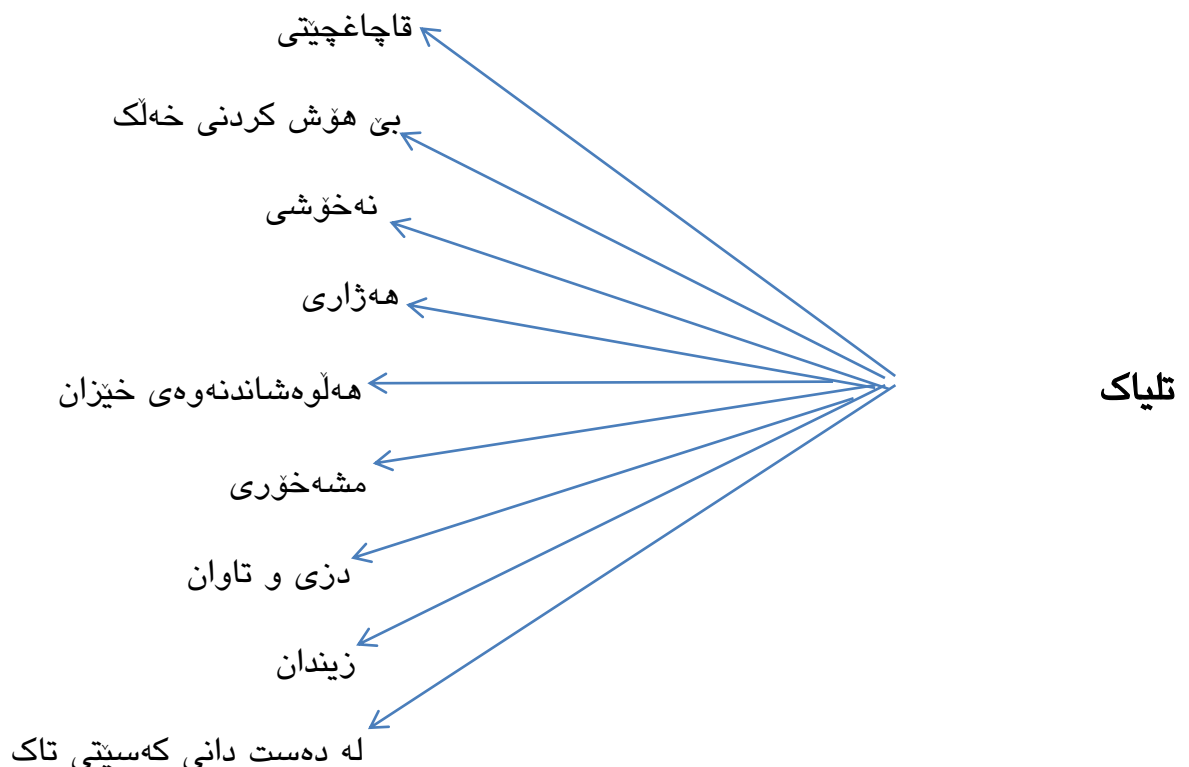 قاچاغچێتی
بێ هۆش کردنی خەڵک
نەخۆشی
هەژاری
هەڵوەشاندنەوەی خێزان
تلیاک
مشەخۆری
دزی و تاوان
زیندان
لە دەست دانی کەسێتی تاک